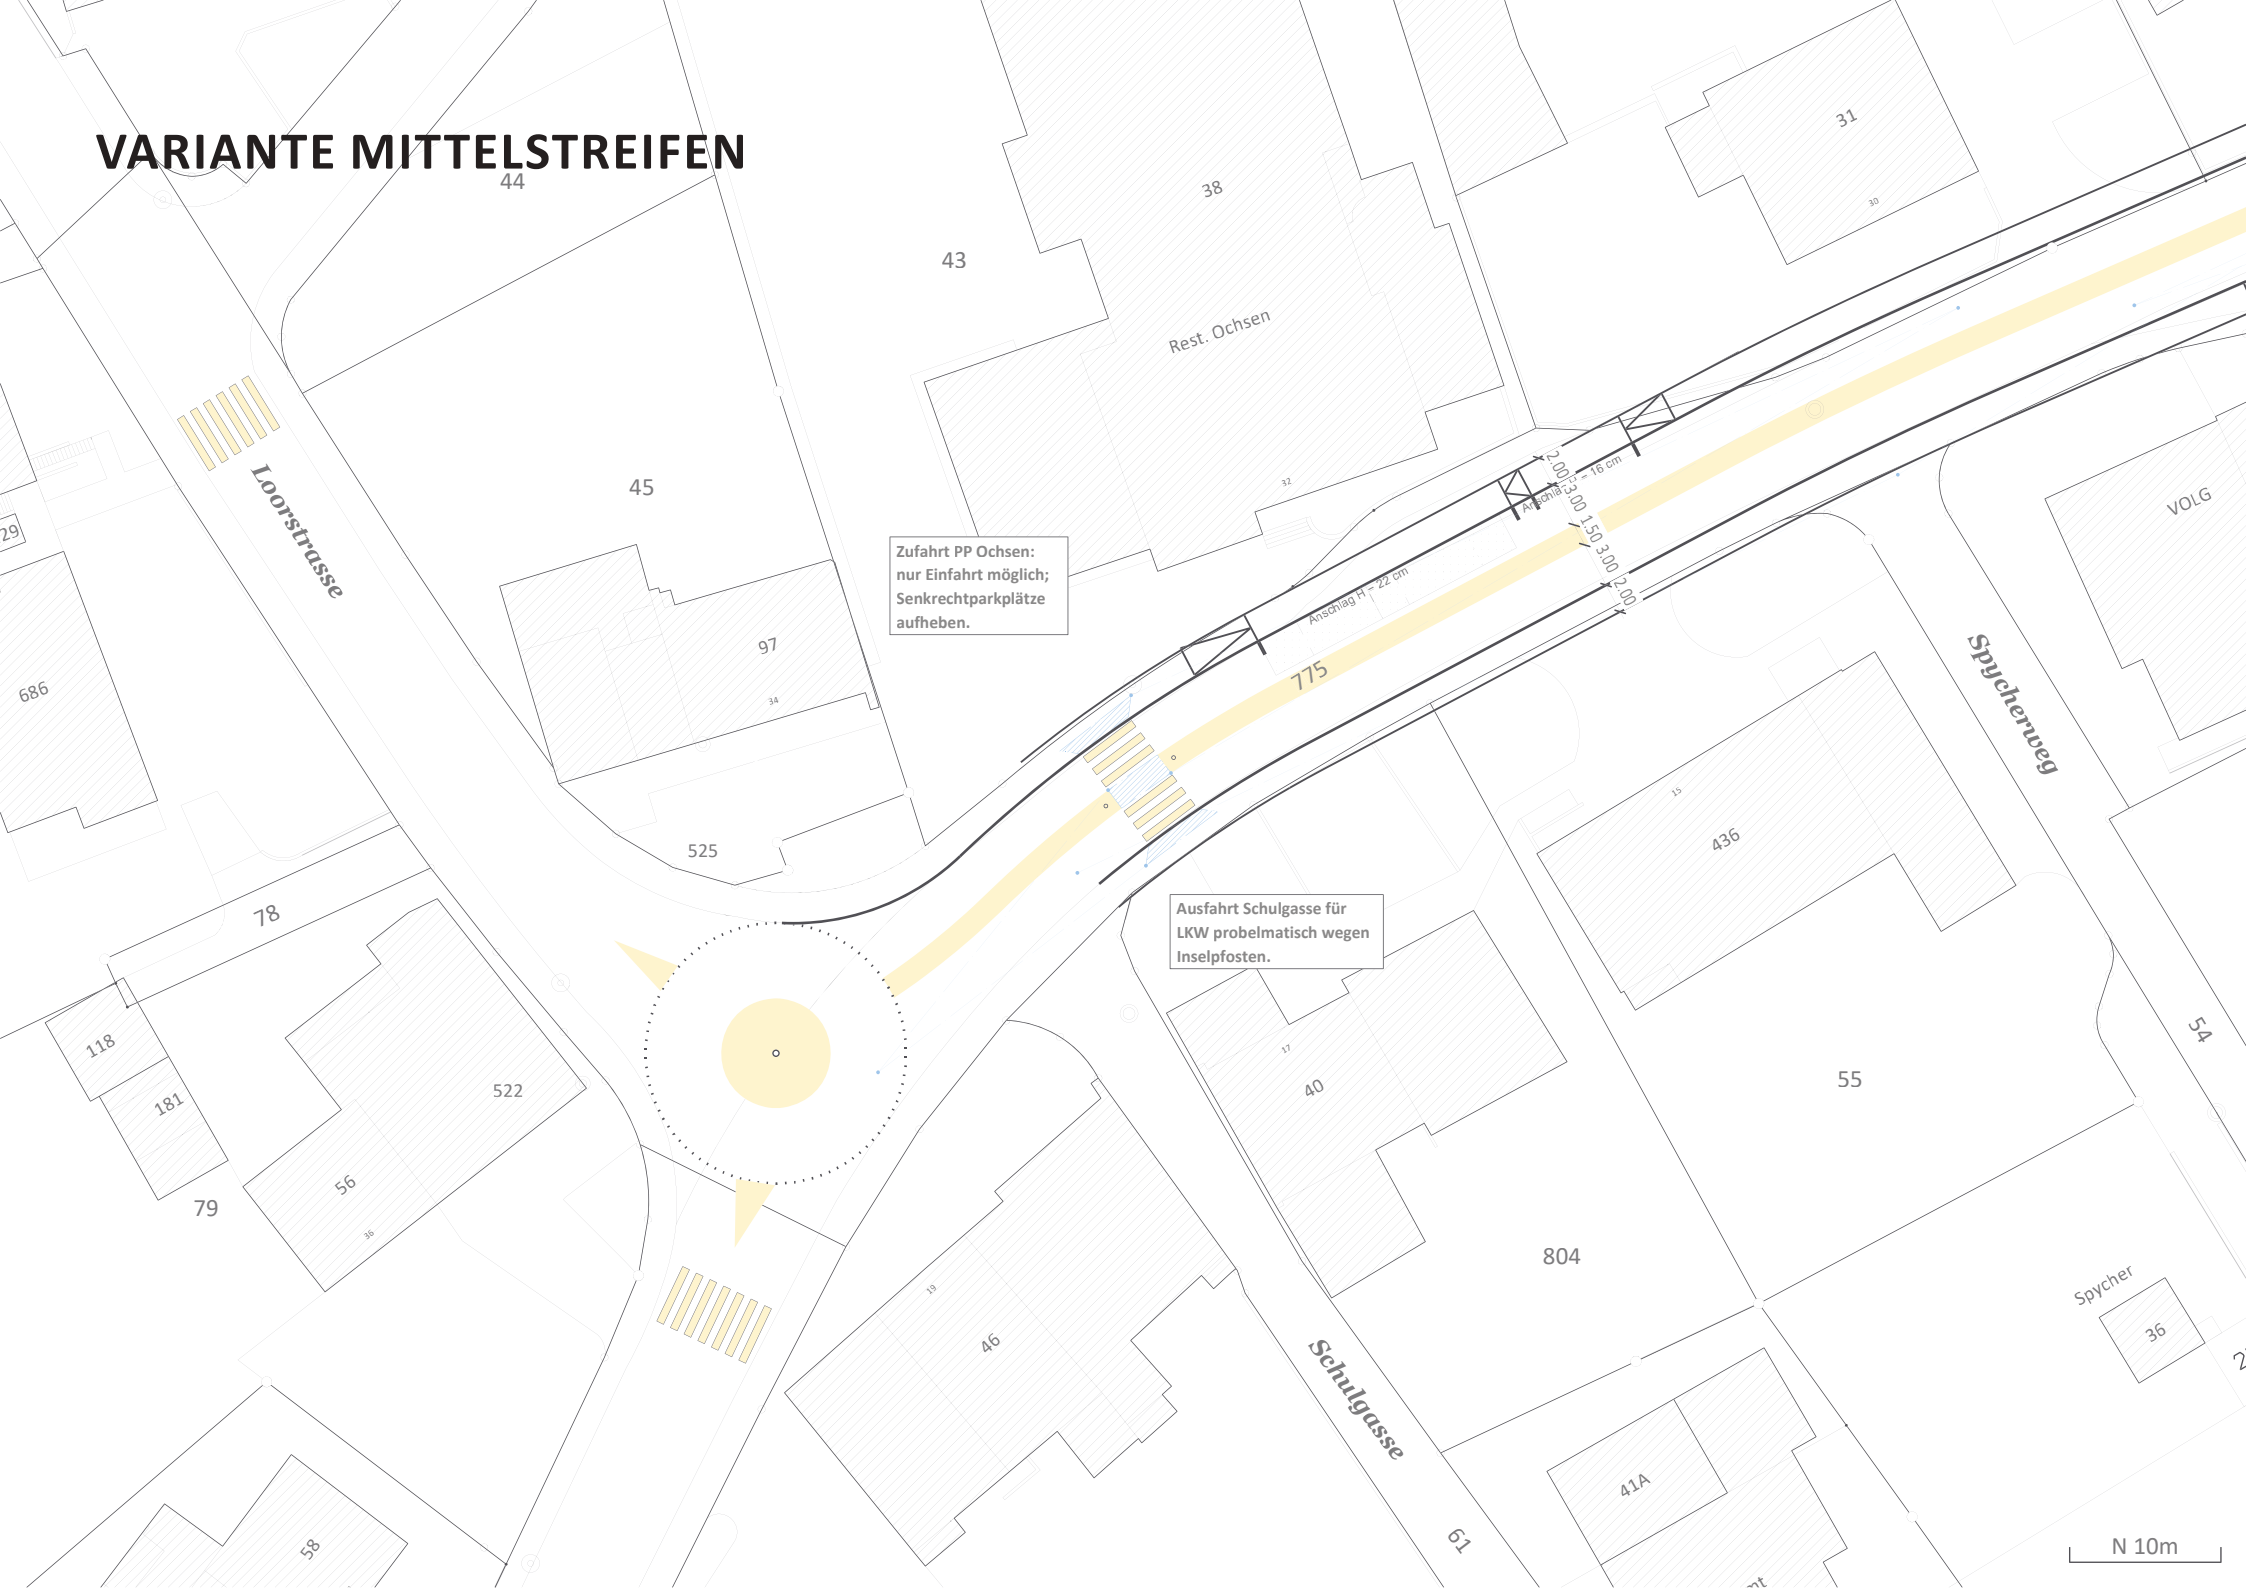 VARIANTE MITTELSTREIFEN
44
31
38
30
43
Rest. Ochsen
Loorstrasse
45
32
2.00
3.00
1.50
3.00
2.00
16 cm
VOLG
29
Zufahrt PP Ochsen:
nur Einfahrt möglich;
Senkrechtparkplätze
aufheben.
Anschlag H = 22 cm
97
34
775
686
Spycherweg
15
436
525
78
Ausfahrt Schulgasse für
LKW probelmatisch wegen
Inselpfosten.
118
181
522
17
40
55
54
56
79
36
804
Spycher
36
19
46
Schulgasse
41A
58
61
N 10m